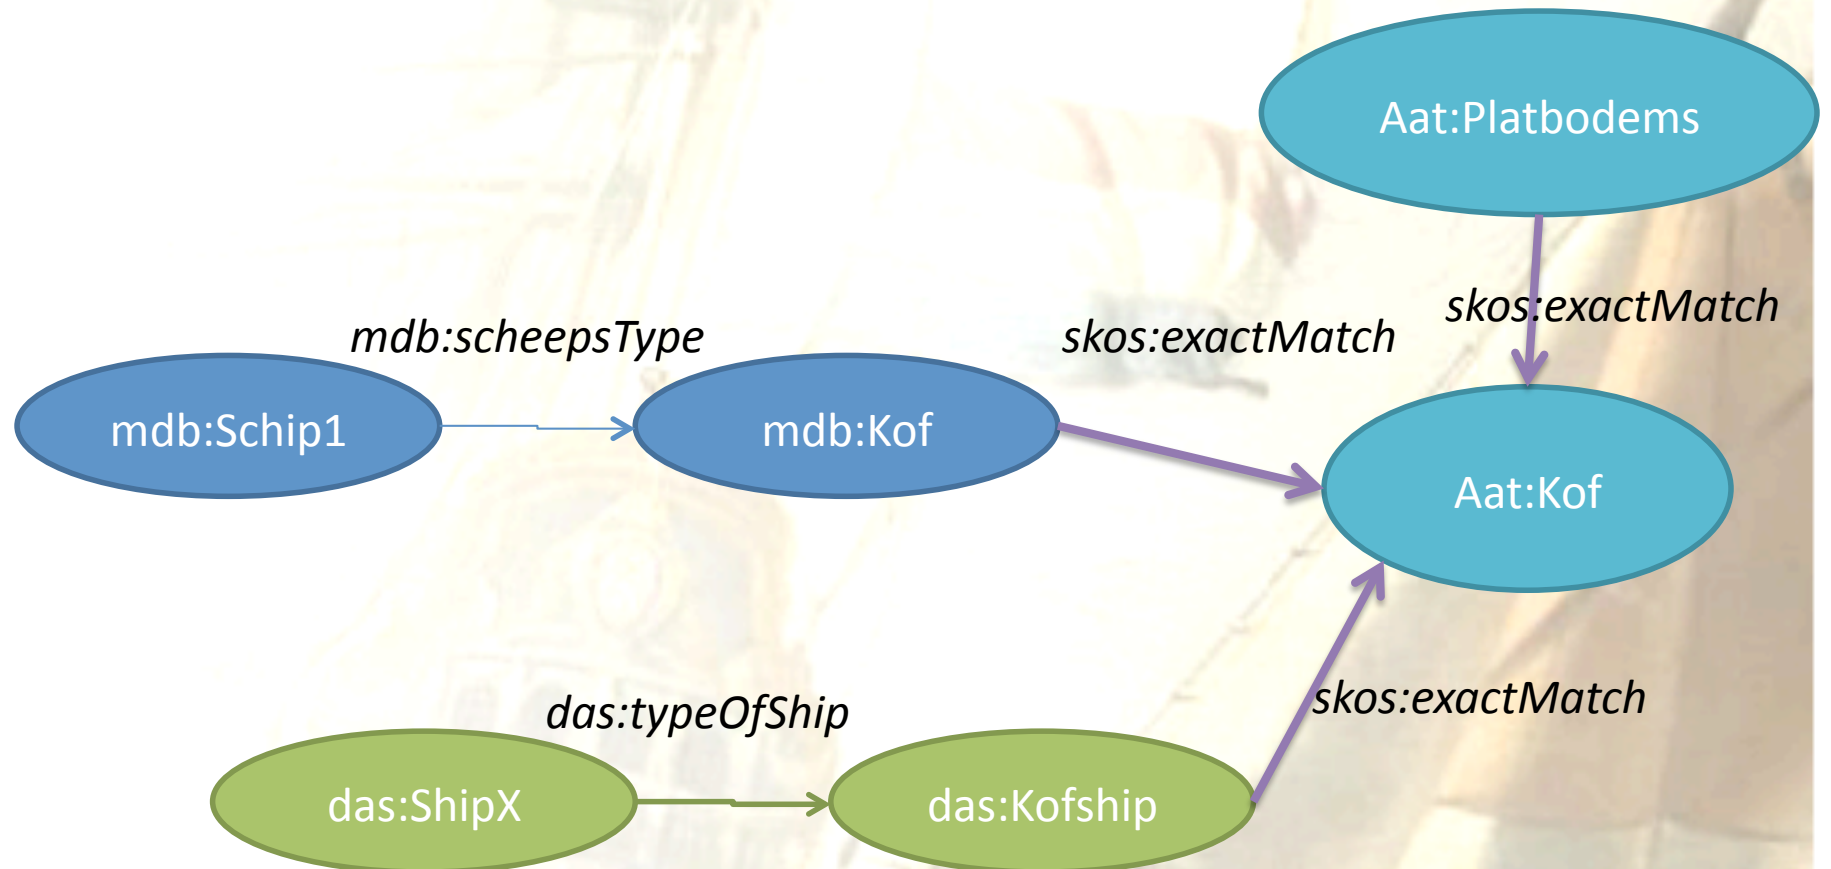 Aat:Platbodems
skos:exactMatch
mdb:scheepsType
skos:exactMatch
mdb:Schip1
mdb:Kof
Aat:Kof
das:typeOfShip
skos:exactMatch
das:ShipX
das:Kofship